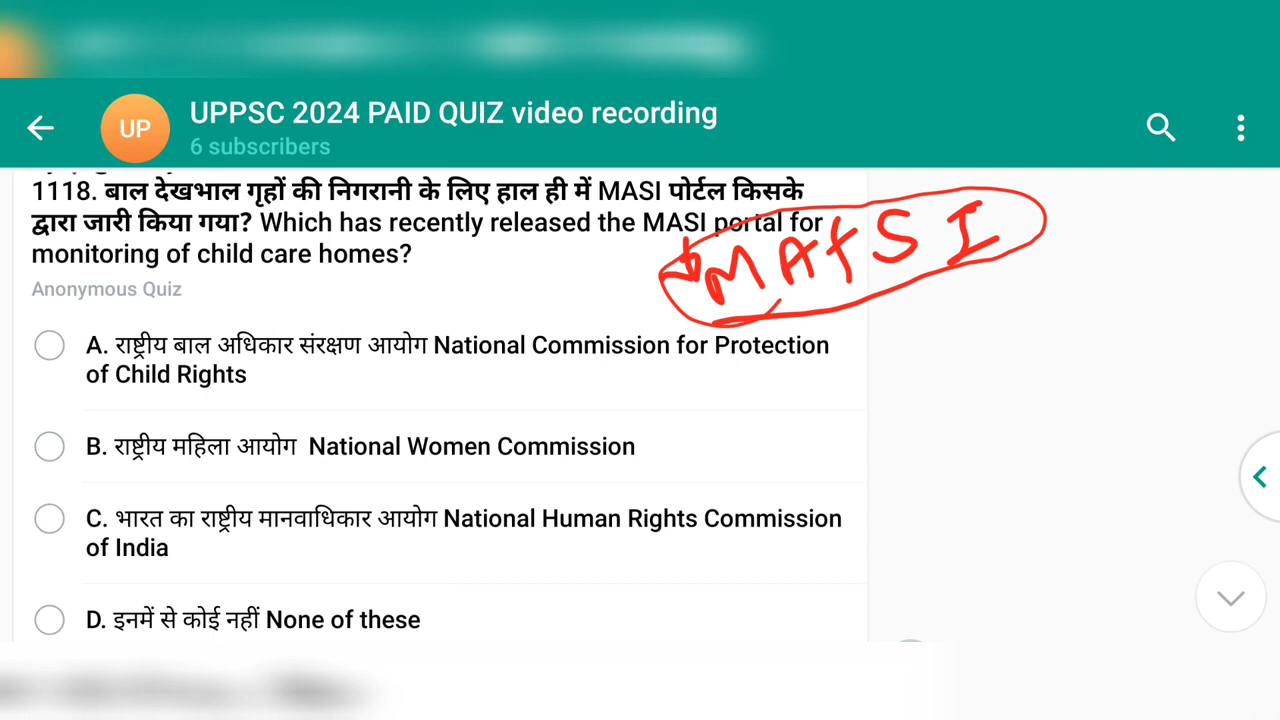 UP
UPPSC 2024 PAID QUIZ video recording
6 subscribers
1118. बाल देखभाल गृहों की निगरानी के लिए हाल ही में MASI पोर्टल किसके
द्वारा जारी किया गया? Which has recently released the MASI portal for
monitoring of child care homes?
MAfSI
Anonymous Quiz
A. राष्ट्रीय बाल अधिकार संरक्षण आयोग National Commission for Protection
of Child Rights
B. राष्ट्रीय महिला आयोग National Women Commission
C. भारत का राष्ट्रीय मानवाधिकार आयोग National Human Rights Commission
of India
D. इनमें से कोई नहीं None of these